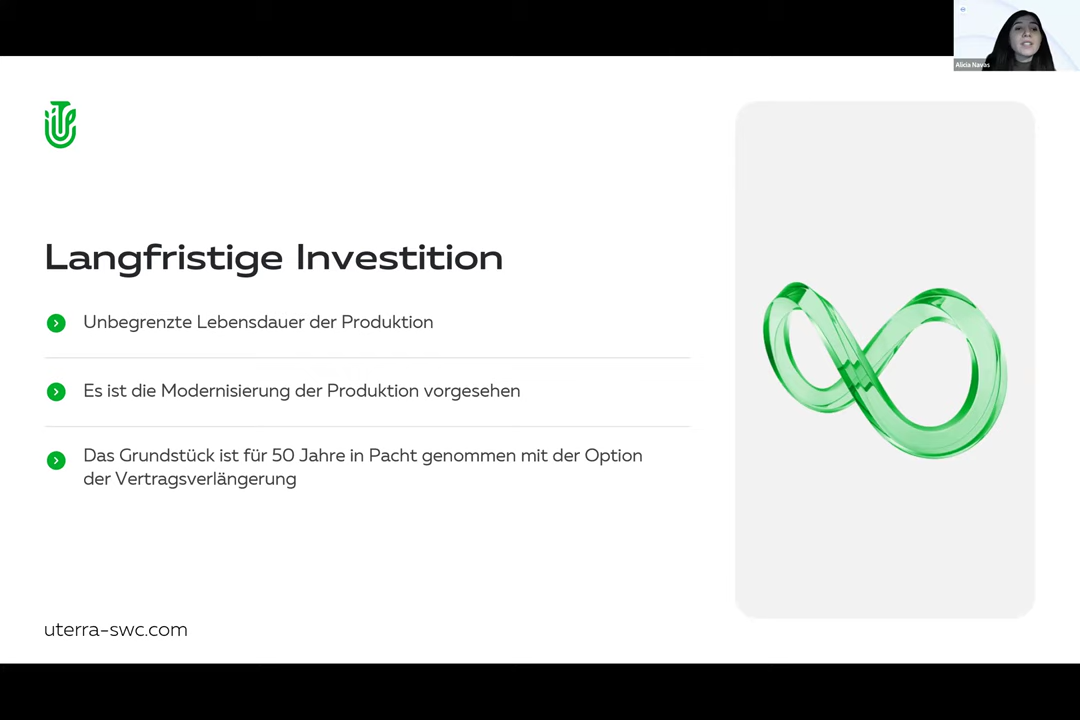 Alicia Navas
Langfristige Investition
Unbegrenzte Lebensdauer der Produktion
Es ist die Modernisierung der Produktion vorgesehen
Das Grundstück ist für 50 Jahre in Pacht genommen mit der Option
der Vertragsverlängerung
uterra-swc.com